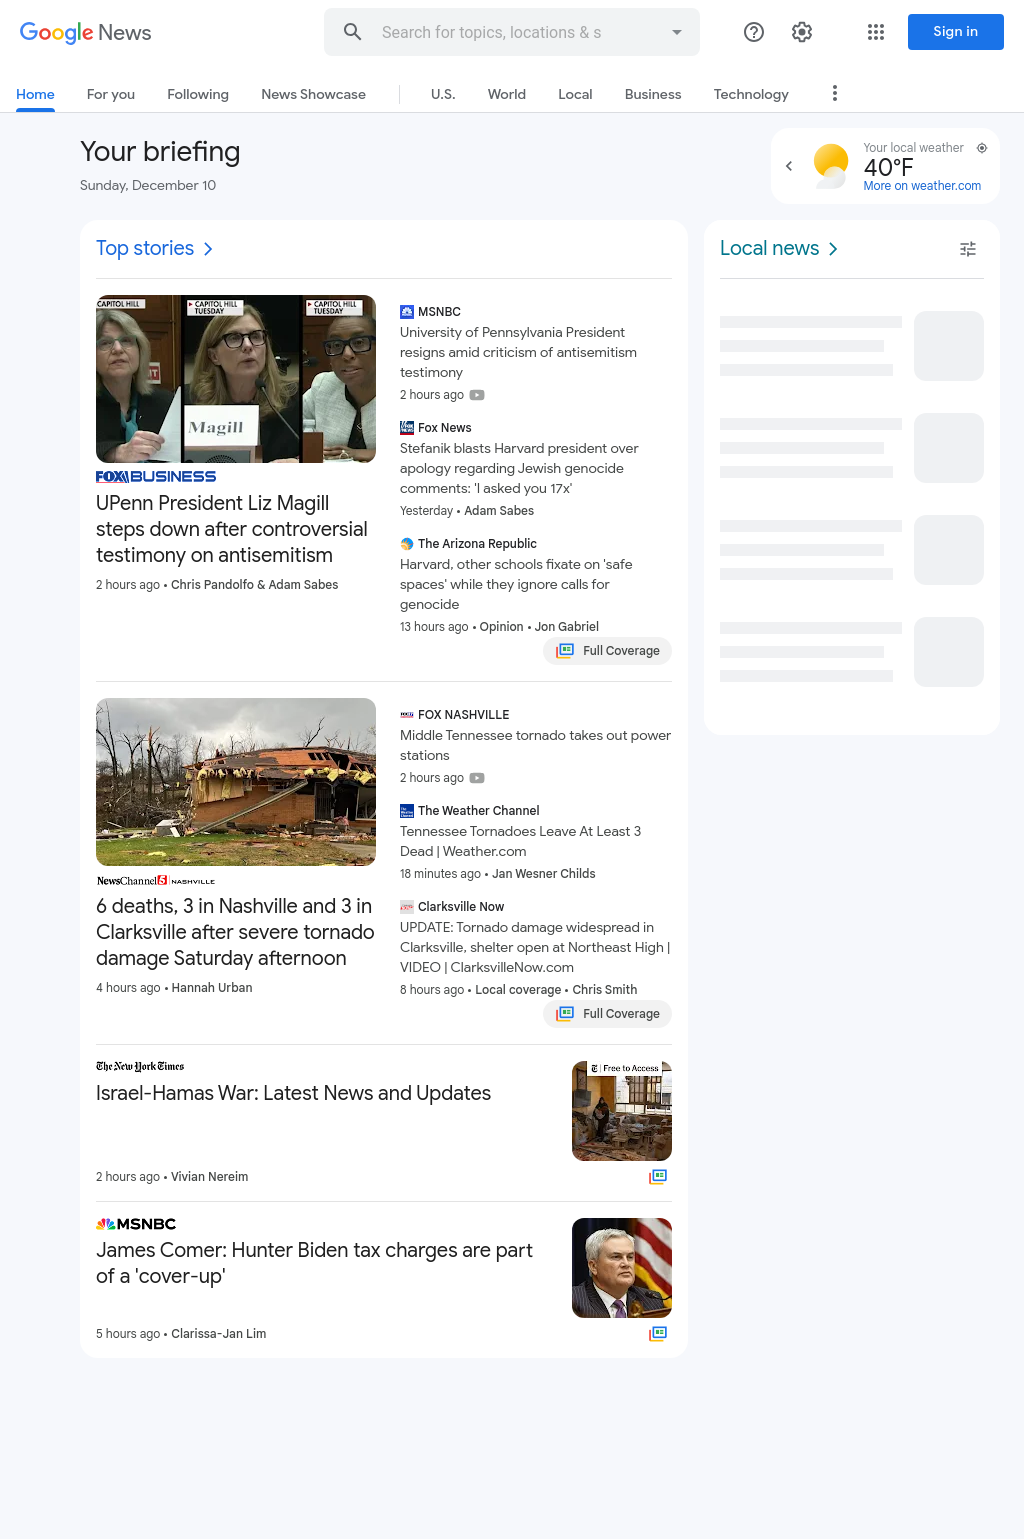 Google News
Search for topics, locations & s
Sign in
Home
For you
Following
News Showcase
U.S.
World
Local
Business
Technology
Your briefing
Sunday, December 10
Your local weather
40°F
More on weather.com
Top stories
CAPITOL HILL
CAPITOL HILL
TUESDAY
CAPITOL HILL
TUESDAY
Magill
FOX BUSINESS
UPenn President Liz Magill
steps down after controversial
testimony on antisemitism
2 hours ago • Chris Pandolfo & Adam Sabes
MSNBC
University of Pennsylvania President
resigns amid criticism of antisemitism
testimony
2 hours ago
Fox News
Stefanik blasts Harvard president over
apology regarding Jewish genocide
comments: 'I asked you 17x'
Yesterday • Adam Sabes
The Arizona Republic
Harvard, other schools fixate on 'safe
spaces' while they ignore calls for
genocide
13 hours ago • Opinion • Jon Gabriel
Full Coverage
NewsChannel 5 NASHVILLE
6 deaths, 3 in Nashville and 3 in
Clarksville after severe tornado
damage Saturday afternoon
4 hours ago • Hannah Urban
FOX NASHVILLE
Middle Tennessee tornado takes out power
stations
2 hours ago
The Weather Channel
Tennessee Tornadoes Leave At Least 3
Dead | Weather.com
18 minutes ago • Jan Wesner Childs
Clarksville Now
UPDATE: Tornado damage widespread in
Clarksville, shelter open at Northeast High |
VIDEO | ClarksvilleNow.com
8 hours ago • Local coverage • Chris Smith
Full Coverage
The New York Times
Israel-Hamas War: Latest News and Updates
2 hours ago • Vivian Nereim
T | Free to Access
MSNBC
James Comer: Hunter Biden tax charges are part
of a 'cover-up'
5 hours ago • Clarissa-Jan Lim
Local news